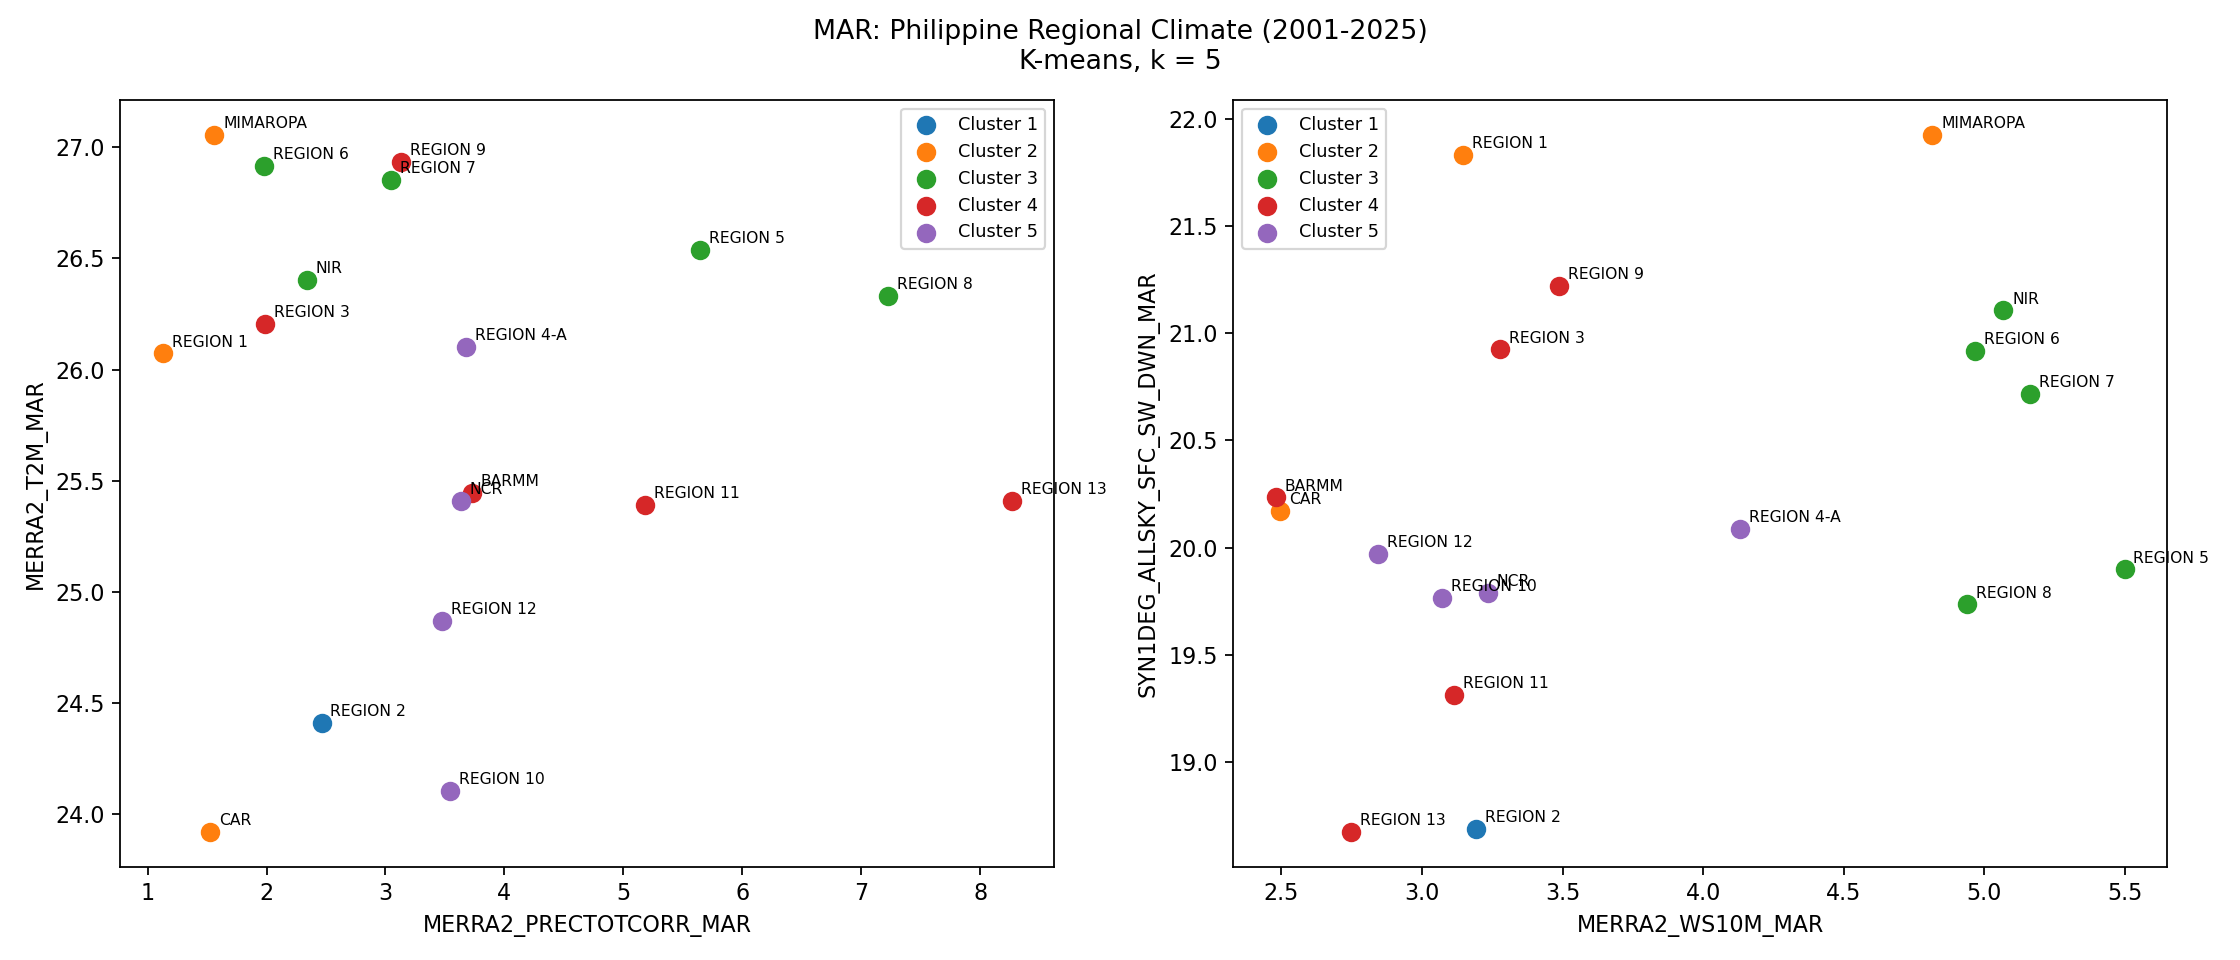 MAR: Philippine Regional Climate (2001-2025)
K-means, k = 5
MERRA2_T2M_MAR
27.0
26.5
26.0
25.5
25.0
24.5
24.0
MIMAROPA
REGION 6
REGION 9
REGION 7
REGION 5
NIR
REGION 8
REGION 3
REGION 4-A
REGION 1
BARMM
NCR
REGION 11
REGION 13
REGION 12
REGION 2
REGION 10
CAR
Cluster 1
Cluster 2
Cluster 3
Cluster 4
Cluster 5
1 2 3 4 5 6 7 8
MERRA2_PRECTOTCORR_MAR
SYN1DEG_ALLSKY_SFC_SW_DWN_MAR
22.0
21.5
21.0
20.5
20.0
19.5
19.0
Cluster 1
Cluster 2
Cluster 3
Cluster 4
Cluster 5
MIMAROPA
REGION 1
REGION 9
NIR
REGION 3
REGION 6
REGION 7
BARMM
CAR
REGION 4-A
REGION 12
REGION 5
NCR
REGION 10
REGION 8
REGION 11
REGION 13
REGION 2
2.5 3.0 3.5 4.0 4.5 5.0 5.5
MERRA2_WS10M_MAR